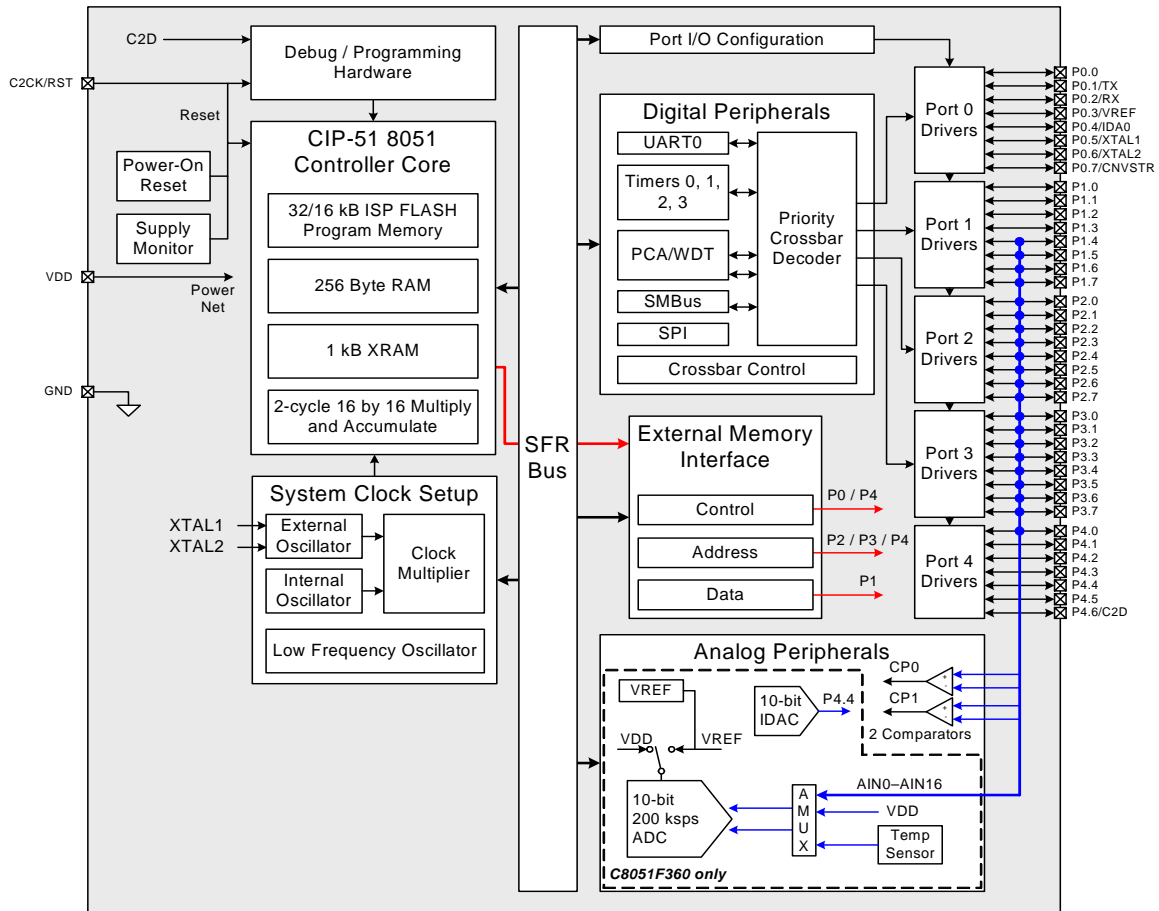 C2D
C2CK/RST
Debug / Programming
Hardware
Reset
Power-On
Reset
Supply
Monitor
VDD
Power
Net
GND
CIP-51 8051
Controller Core
32/16 kB ISP FLASH
Program Memory
256 Byte RAM
1 kB XRAM
2-cycle 16 by 16 Multiply
and Accumulate
System Clock Setup
XTAL1
XTAL2
External
Oscillator
Internal
Oscillator
Clock
Multiplier
Low Frequency Oscillator
SFR
Bus
Port I/O Configuration
Digital Peripherals
UART0
Timers 0, 1,
2, 3
PCA/WDT
SMBus
SPI
Priority
Crossbar
Decoder
Crossbar Control
External Memory
Interface
Control
Address
Data
P0 / P4
P2 / P3 / P4
P1
Analog Peripherals
VREF
VDD
VREF
10-bit
IDAC
P4.4
CP0
+
-
CP1
+
-
2 Comparators
10-bit
200 ksps
ADC
A
M
U
X
AIN0–AIN16
VDD
Temp
Sensor
C8051F360 only
Port 0
Drivers
Port 1
Drivers
Port 2
Drivers
Port 3
Drivers
Port 4
Drivers
P0.0
P0.1/TX
P0.2/RX
P0.3/VREF
P0.4/IDA0
P0.5/XTAL1
P0.6/XTAL2
P0.7/CNVSTR
P1.0
P1.1
P1.2
P1.3
P1.4
P1.5
P1.6
P1.7
P2.0
P2.1
P2.2
P2.3
P2.4
P2.5
P2.6
P2.7
P3.0
P3.1
P3.2
P3.3
P3.4
P3.5
P3.6
P3.7
P4.0
P4.1
P4.2
P4.3
P4.4
P4.5
P4.6/C2D